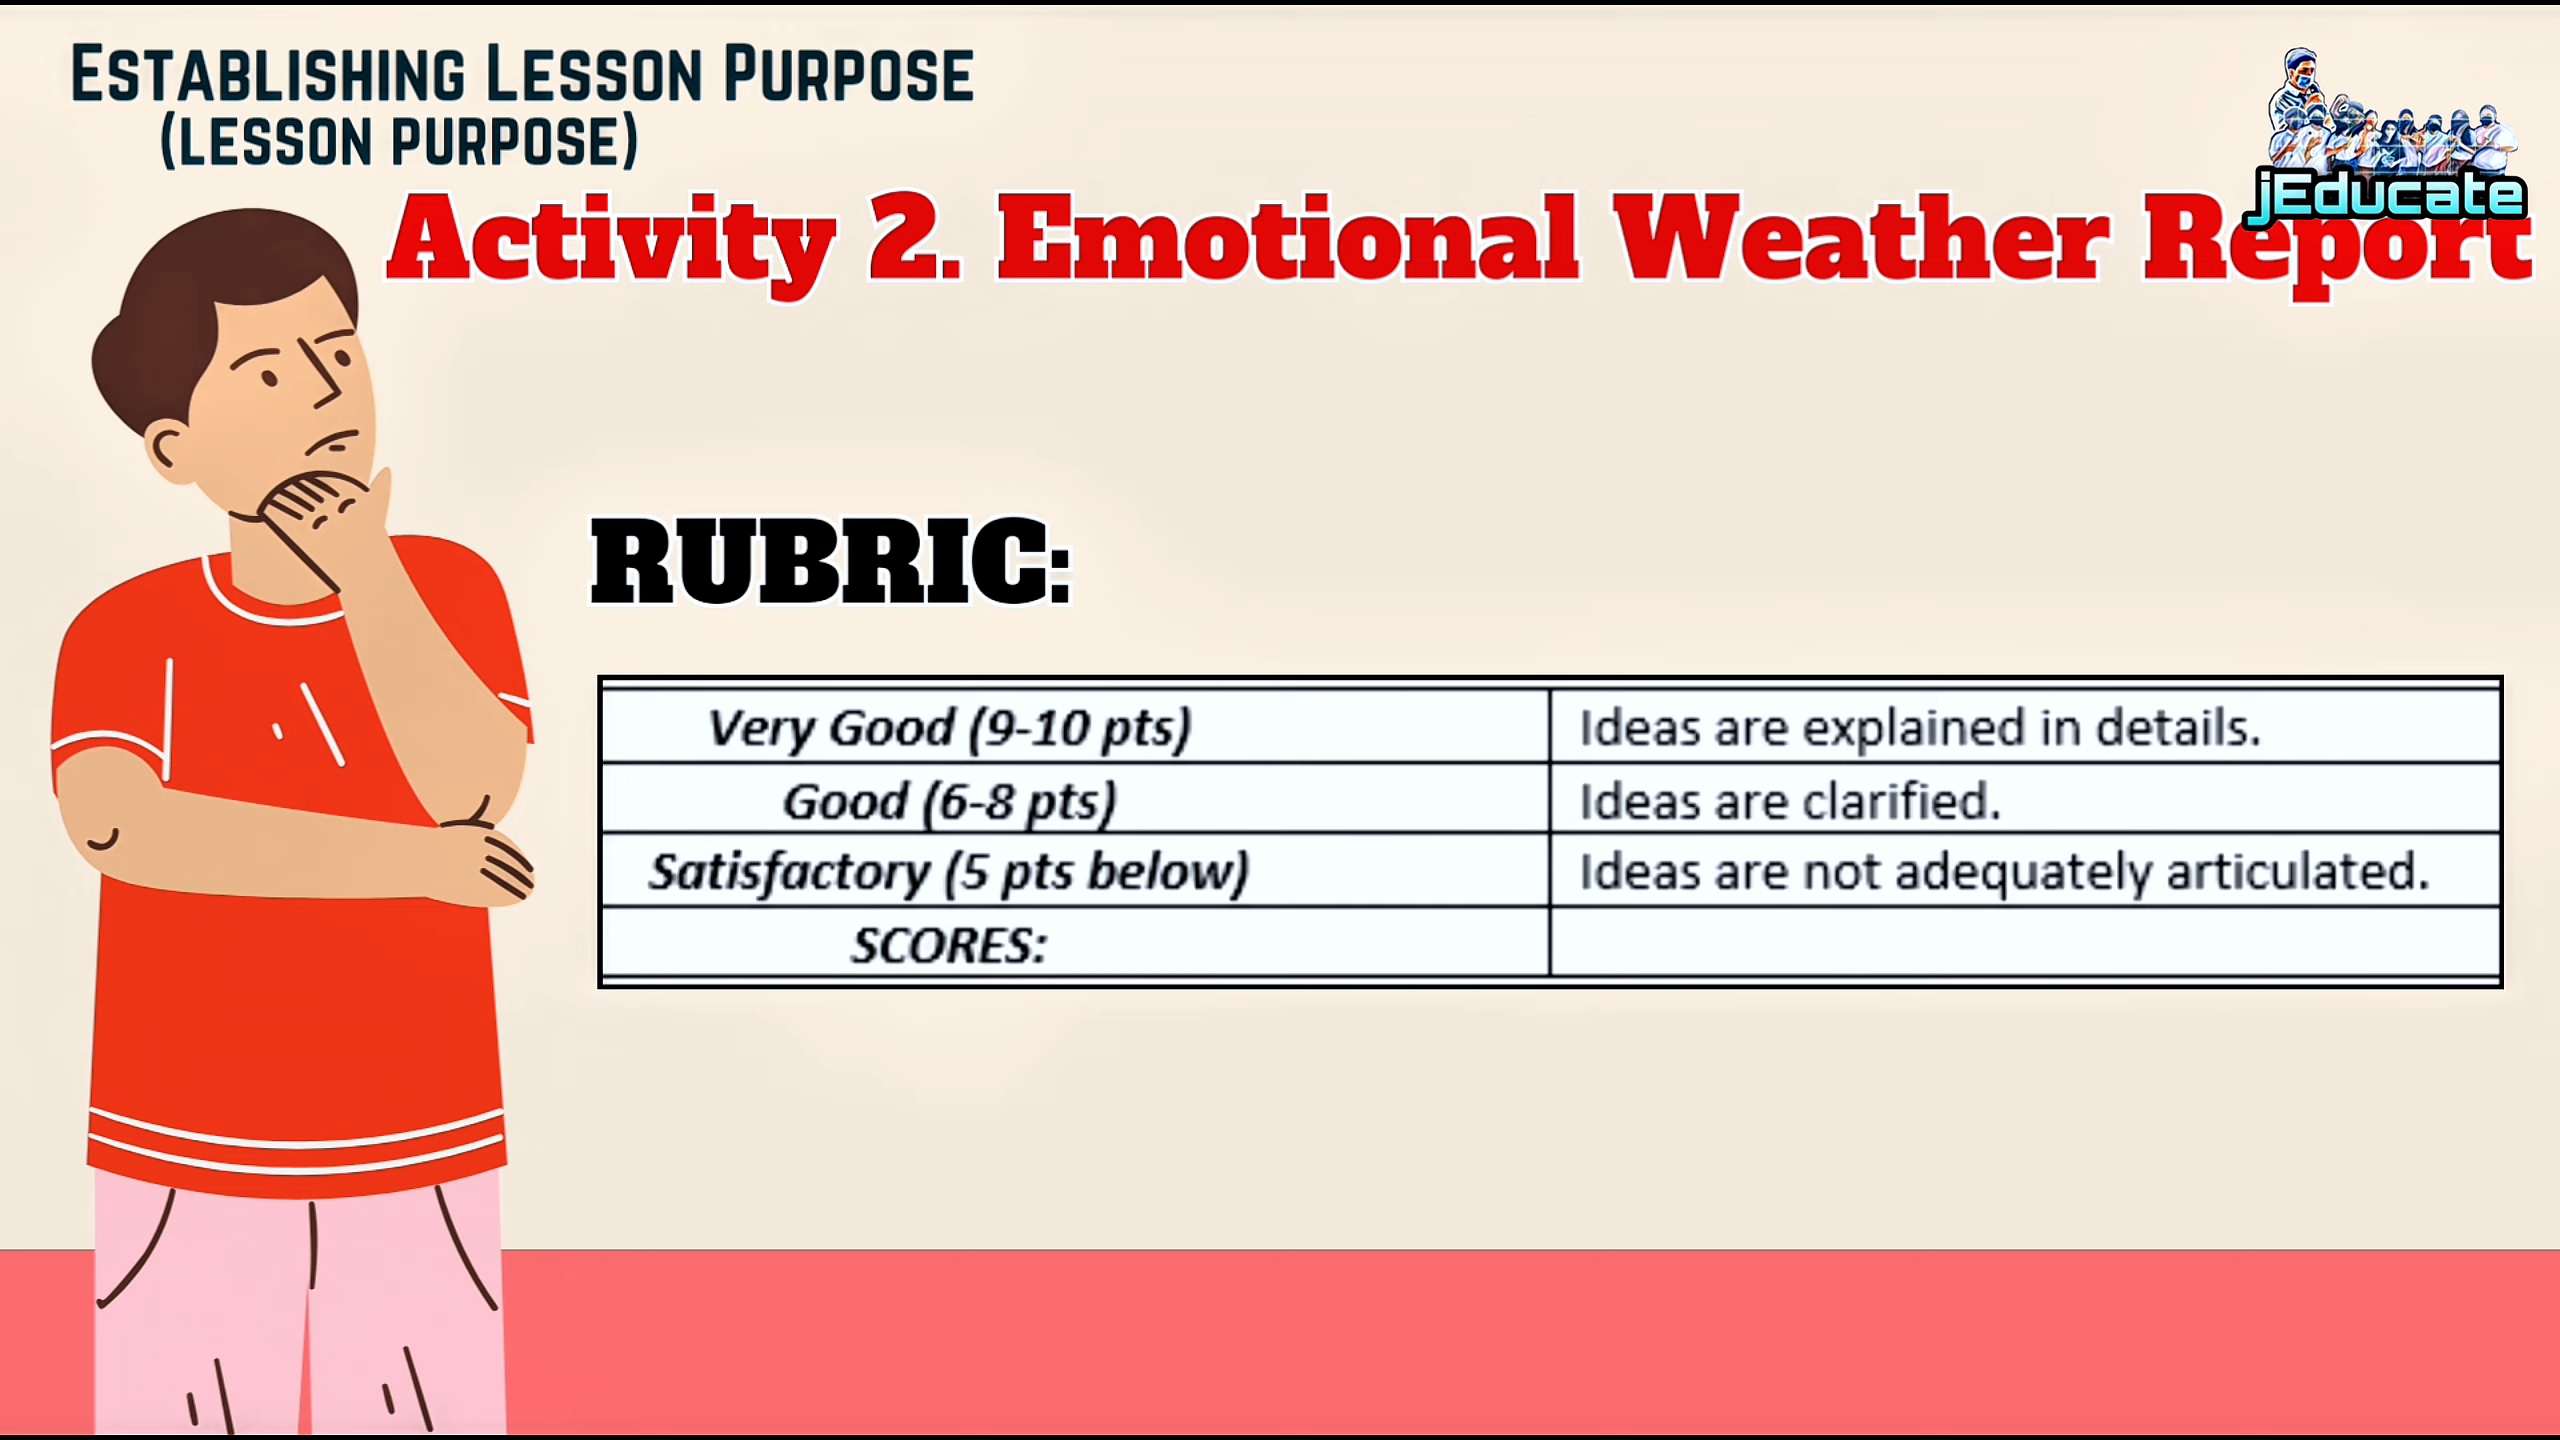 ESTABLISHING LESSON PURPOSE
(LESSON PURPOSE)
jEducate
Activity 2. Emotional Weather Report
RUBRIC:
Very Good (9-10 pts) Ideas are explained in details.
Good (6-8 pts) Ideas are clarified.
Satisfactory (5 pts below) Ideas are not adequately articulated.
SCORES: